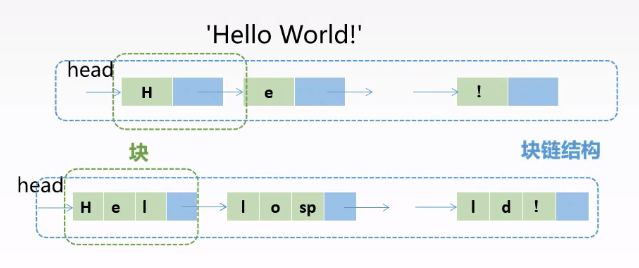 'Hello World!'
head
H e !
块 块链结构
head
H e l l o sp l d !